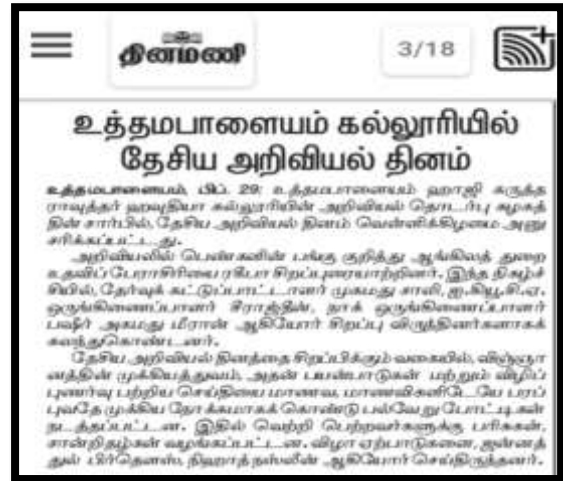 தினமணி
3/18
உத்தமபாளையம் கல்லூரியில்
தேசிய அறிவியல் தினம்
உத்தமபாளையம், பிப். 29: உத்தமபாளையம் ஹாஜி கருத்த
ராவுத்தர் ஹவுதியா கல்லூரியின் அறிவியல் தொடர்பு கழகத்
தின் சார்பில், தேசிய அறிவியல் தினம் வெள்ளிக்கிழமை அனு
சரிக்கப்பட்டது.
அறிவியலில் பெண்களின் பங்கு குறித்து ஆங்கிலத் துறை
உதவிப் பேராசிரியை ரகீபா சிறப்புரையாற்றினார். இந்த நிகழ்ச்
சியில், தேர்வுக் கட்டுப்பாட்டாளர் முகமது சாலி, ஐ.கியூ.சி.ஏ.
ஒருங்கிணைப்பாளர் சீராஜ்தீன், நாக் ஒருங்கிணைப்பாளர்
பஷீர் அகமது மீரான் ஆகியோர் சிறப்பு விருந்தினர்களாகக்
கலந்துகொண்டனர்.
தேசிய அறிவியல் தினத்தை சிறப்பிக்கும் வகையில், விஞ்ஞா
னத்தின் முக்கியத்துவம், அதன் பயன்பாடுகள் மற்றும் விழிப்
புணர்வு பற்றிய செய்தியை மாணவ, மாணவிகளிடையே பரப்
புவதே முக்கிய நோக்கமாகக் கொண்டு பல்வேறு போட்டிகள்
நடத்தப்பட்டன. இதில் வெற்றி பெற்றவர்களுக்கு பரிசுகள்,
சான்றிதழ்கள் வழங்கப்பட்டன. விழா ஏற்பாடுகளை, ஜன்னத்
துல் பிர்தௌஸ், நிஹாத் நஸ்லீன் ஆகியோர் செய்திருந்தனர்.